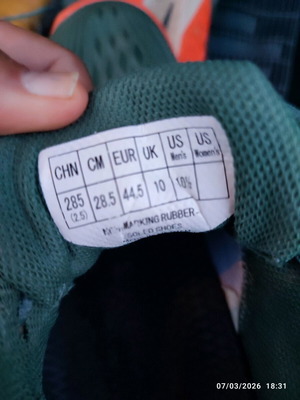 CHN CM EUR UK US Men's US Women's
285 (2.5) 28.5 44.5 10 10½
MARKING RUBBER
SOLED SHOES
07/03/2026 18:31